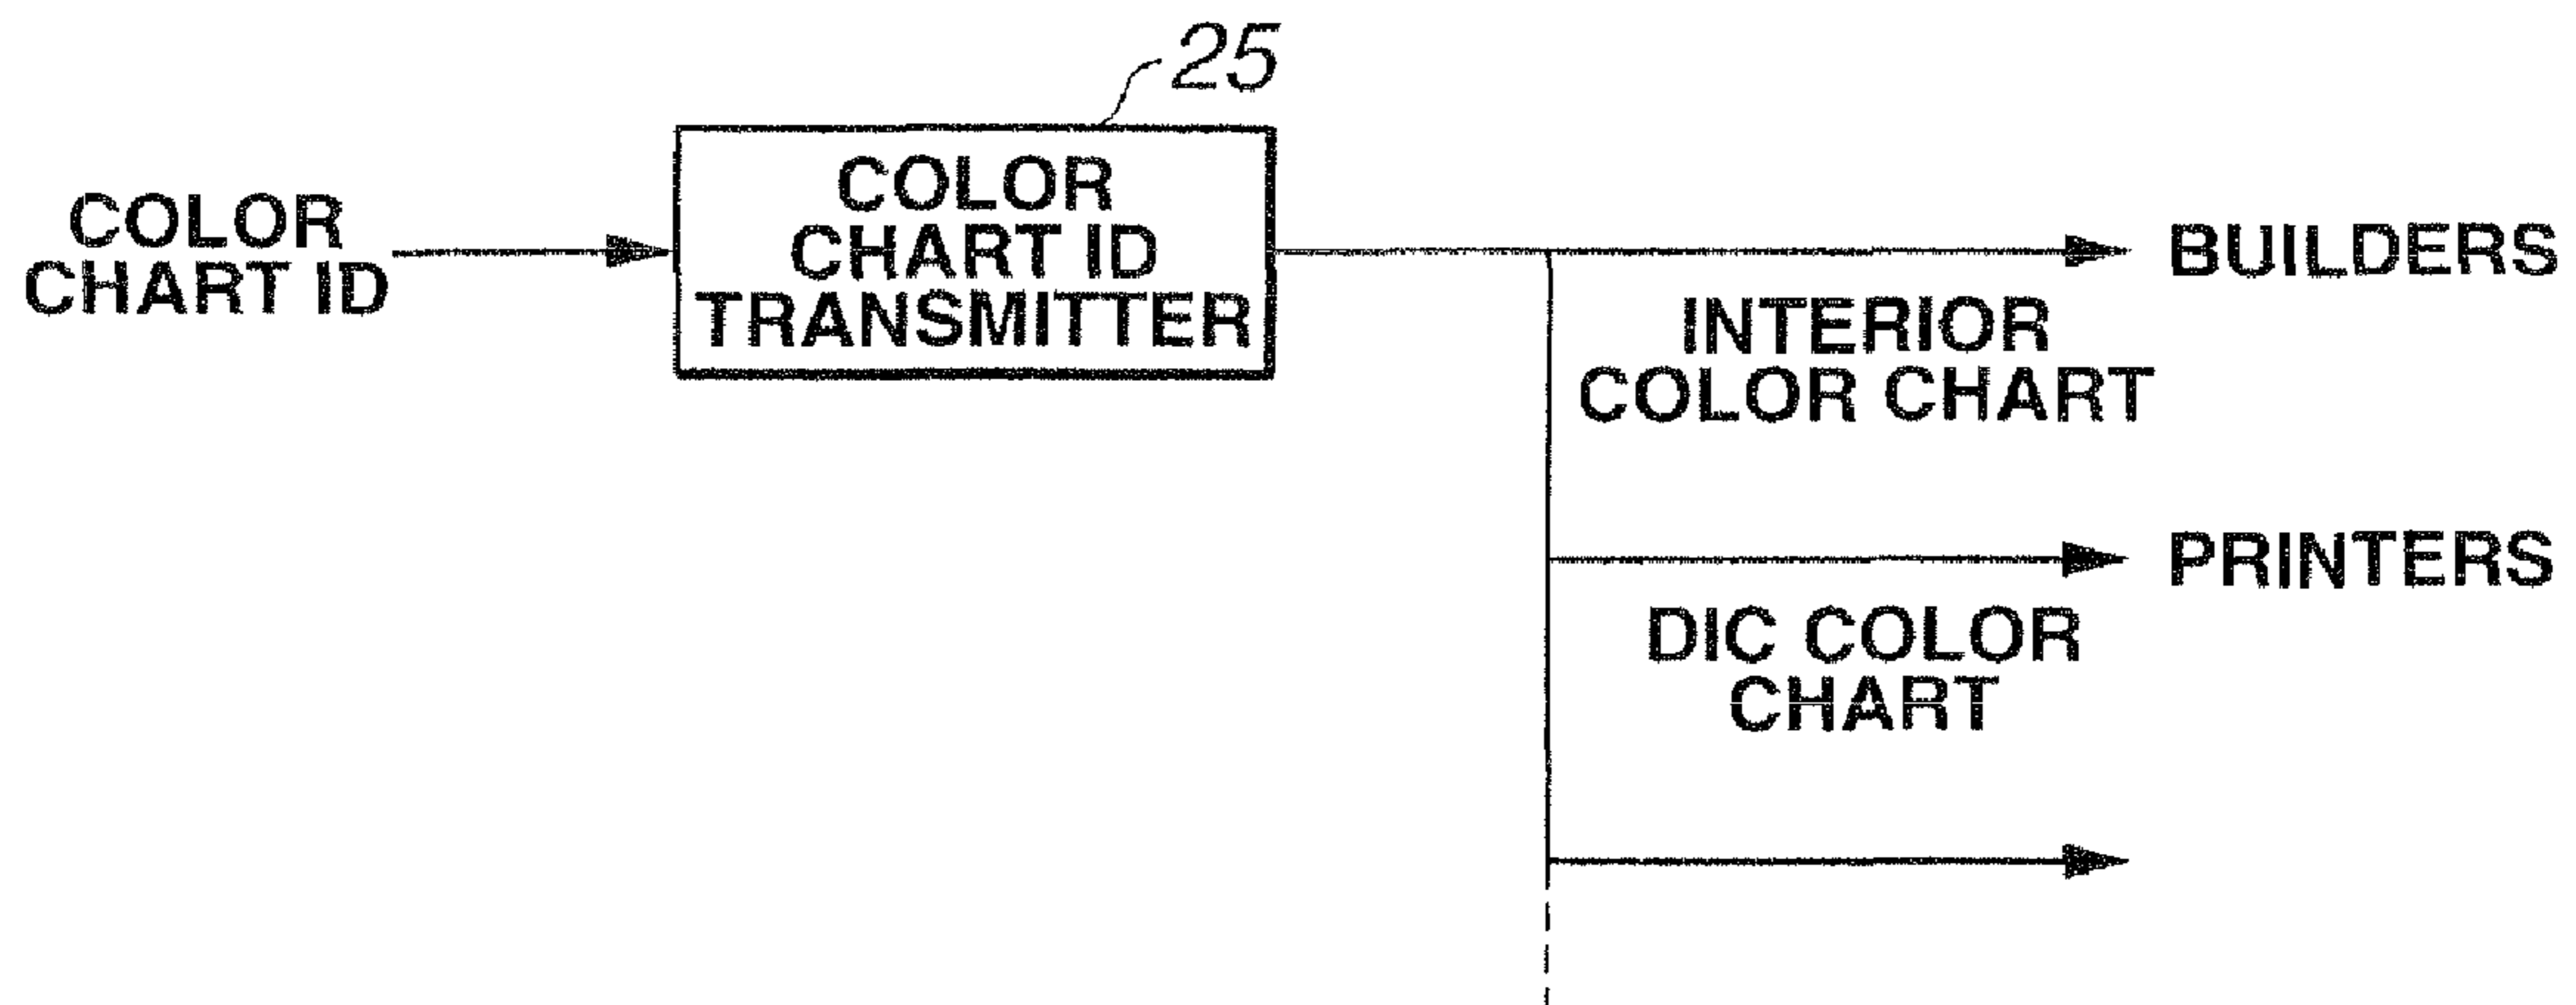 25
COLOR
CHART ID
COLOR
CHART ID
TRANSMITTER
BUILDERS
INTERIOR
COLOR CHART
PRINTERS
DIC COLOR
CHART